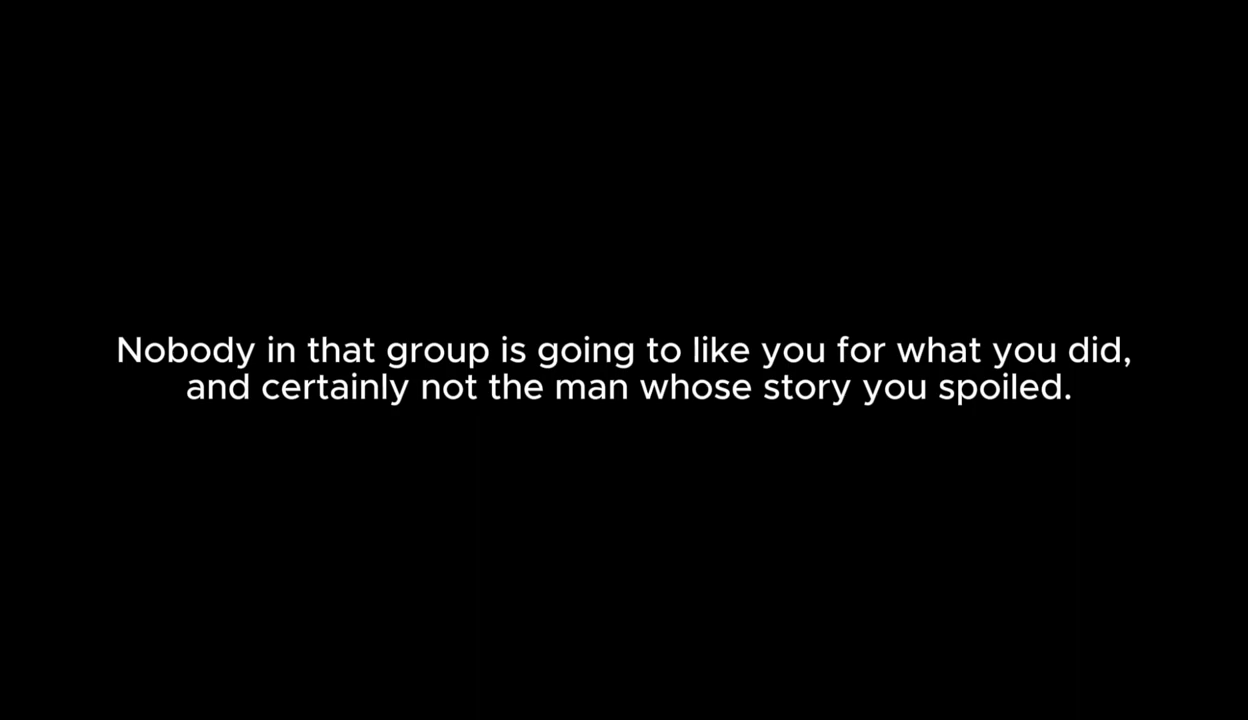 Nobody in that group is going to like you for what you did,
and certainly not the man whose story you spoiled.